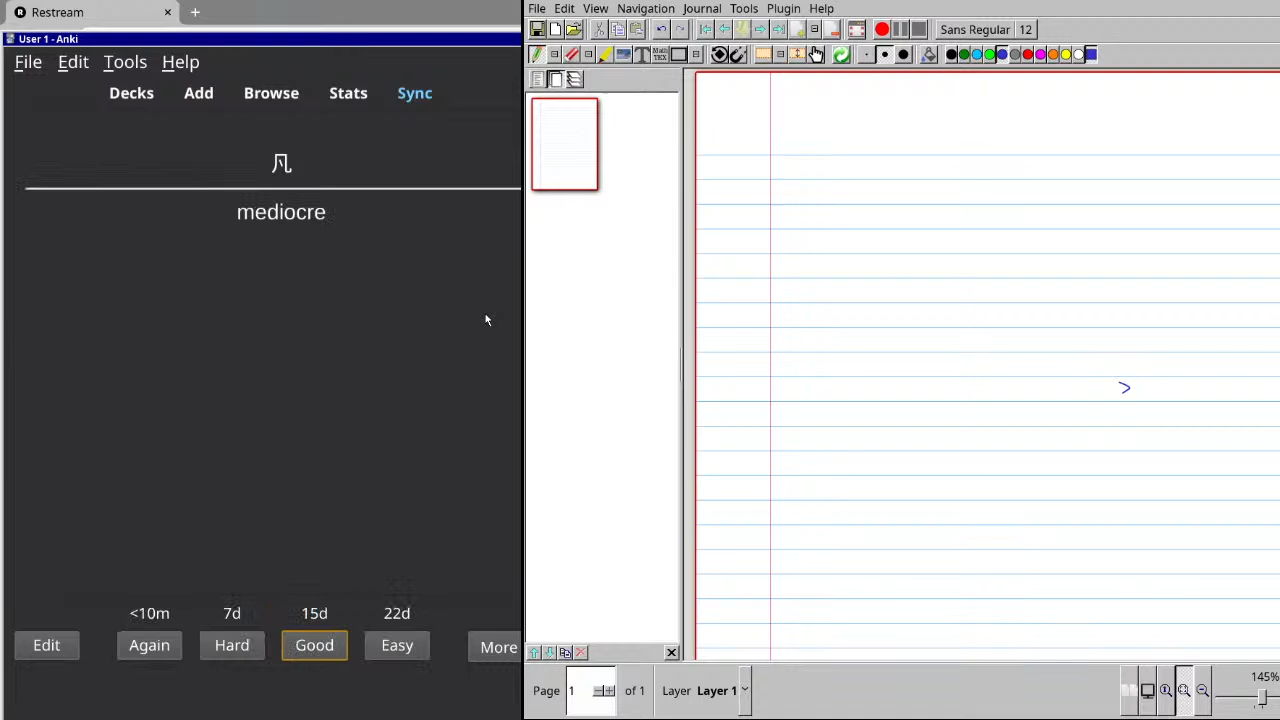 Restream
User 1 - Anki
File Edit Tools Help
Decks Add Browse Stats Sync
凡
mediocre
<10m 7d 15d 22d
Edit Again Hard Good Easy More
File Edit View Navigation Journal Tools Plugin Help
Sans Regular 12
Math
TEX
>
Page 1 of 1 Layer Layer 1 145%